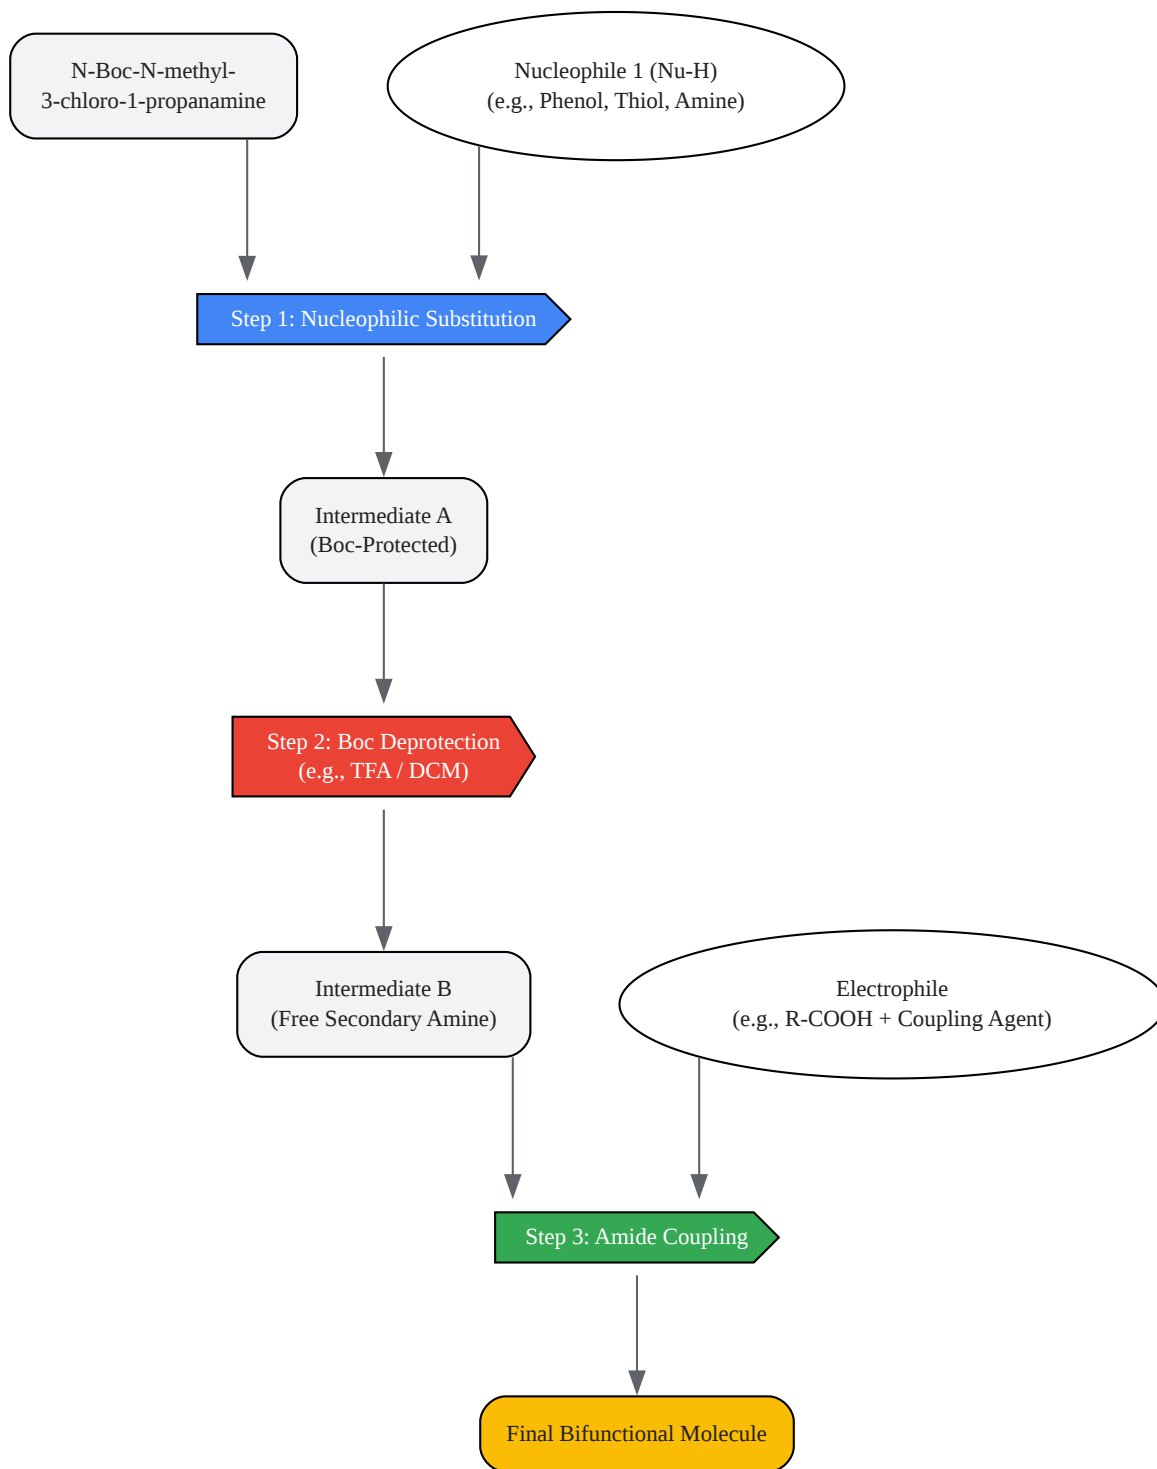 N-Boc-N-methyl-
3-chloro-1-propanamine
Nucleophile 1 (Nu-H)
(e.g., Phenol, Thiol, Amine)
Step 1: Nucleophilic Substitution
Intermediate A
(Boc-Protected)
Step 2: Boc Deprotection
(e.g., TFA / DCM)
Intermediate B
(Free Secondary Amine)
Electrophile
(e.g., R-COOH + Coupling Agent)
Step 3: Amide Coupling
Final Bifunctional Molecule